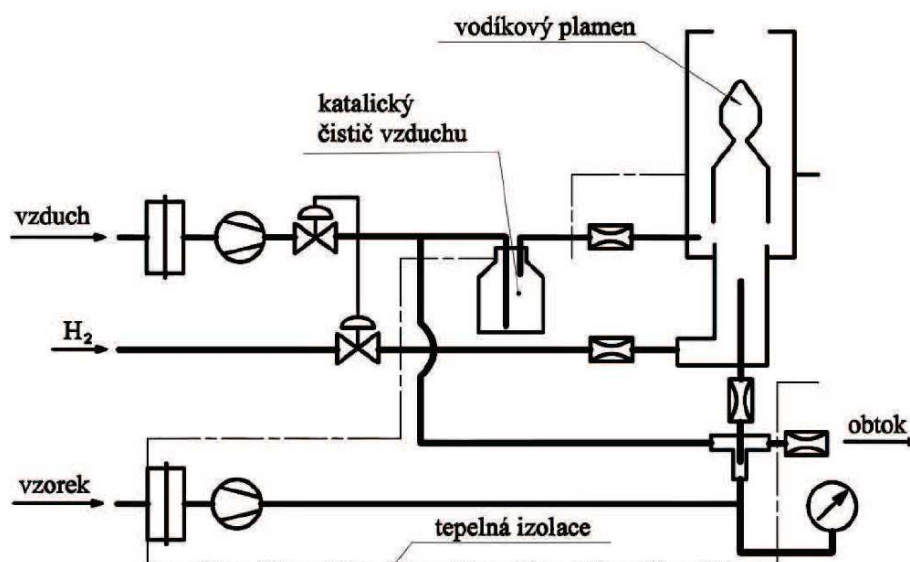 vodíkový plamen
katalický
čistič vzduchu
vzduch
H₂
obtok
vzorek
tepelná izolace